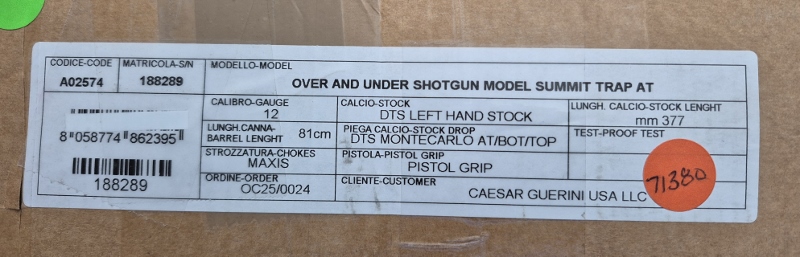 CODICE-CODE
A02574
MATRICOLA-S/N
188289
MODELLO-MODEL
OVER AND UNDER SHOTGUN MODEL SUMMIT TRAP AT
8 058774 862395
188289
CALIBRO-GAUGE
12
CALCIO-STOCK
DTS LEFT HAND STOCK
LUNGH. CALCIO-STOCK LENGHT
mm 377
LUNGH.CANNA-
BARREL LENGHT 81cm
PIEGA CALCIO-STOCK DROP
DTS MONTECARLO AT/BOT/TOP
TEST-PROOF TEST
STROZZATURA-CHOKES
MAXIS
PISTOLA-PISTOL GRIP
PISTOL GRIP
ORDINE-ORDER
OC25/0024
CLIENTE-CUSTOMER
CAESAR GUERINI USA LLC
71380